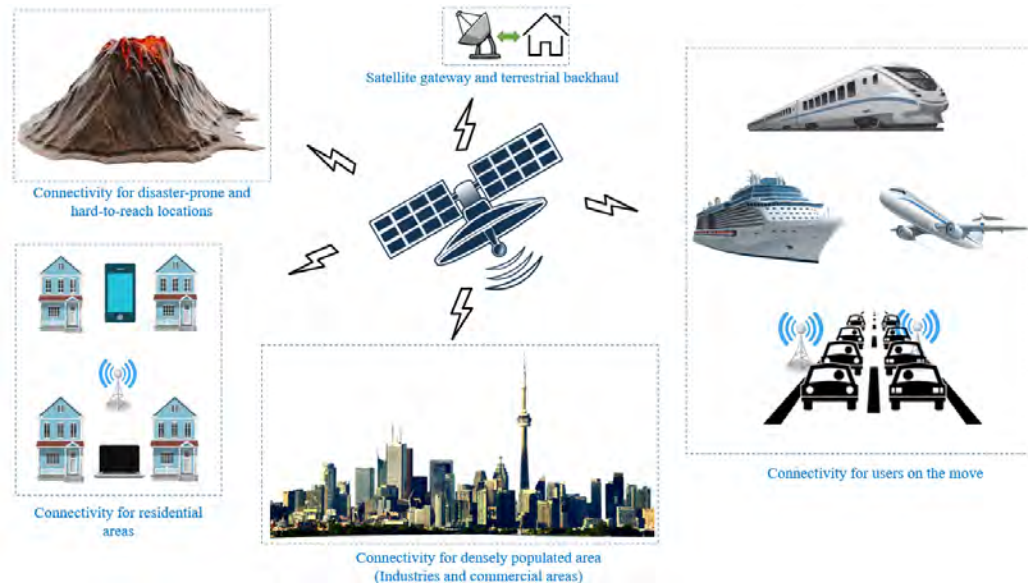 Satellite gateway and terrestrial backhaul
Connectivity for disaster-prone and
hard-to-reach locations
Connectivity for residential
areas
Connectivity for densely populated area
(Industries and commercial areas)
Connectivity for users on the move